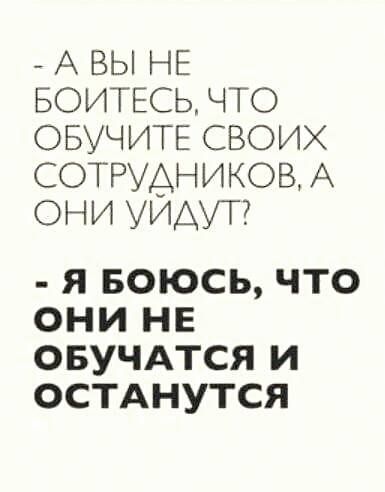 - А ВЫ НЕ
БОИТЕСЬ, ЧТО
ОБУЧИТЕ СВОИХ
СОТРУДНИКОВ, А
ОНИ УЙДУТ?
- Я БОЮСЬ, ЧТО
ОНИ НЕ
ОБУЧАТСЯ И
ОСТАНУТСЯ